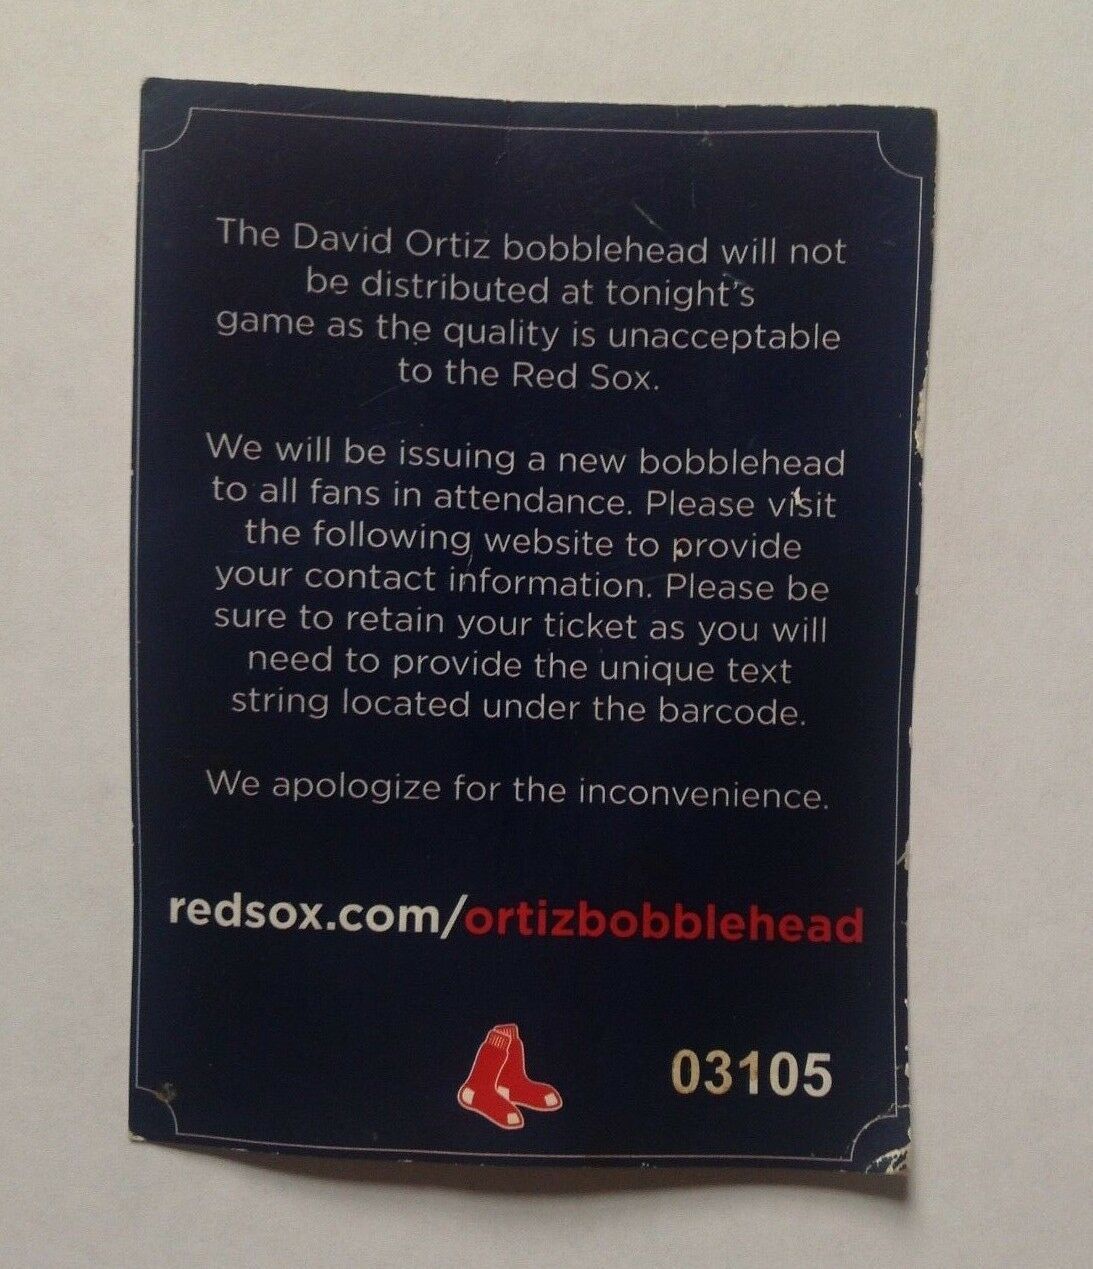 The David Ortiz bobblehead will not
be distributed at tonight's
game as the quality is unacceptable
to the Red Sox.
We will be issuing a new bobblehead
to all fans in attendance. Please visit
the following website to provide
your contact information. Please be
sure to retain your ticket as you will
need to provide the unique text
string located under the barcode.
We apologize for the inconvenience.
redsox.com/ortizbobblehead
03105